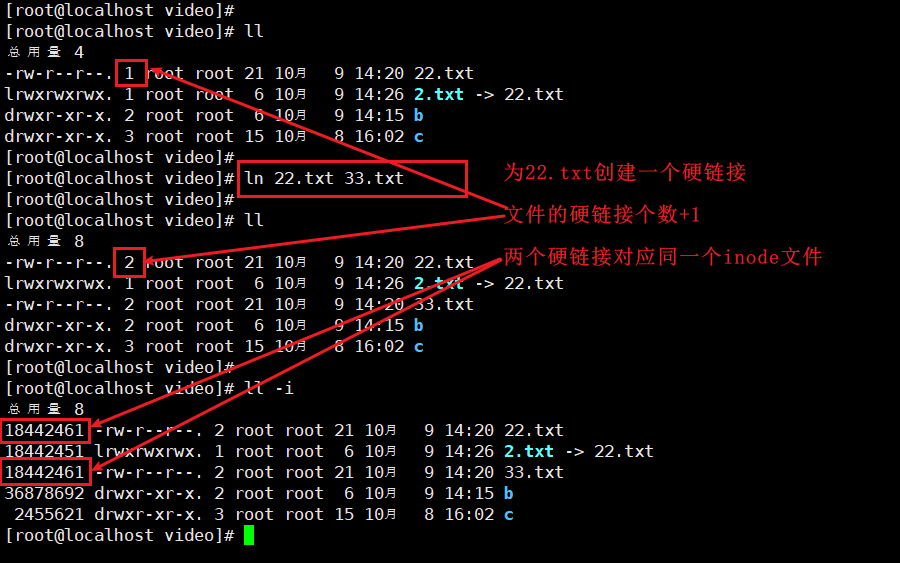 [root@localhost video]#
[root@localhost video]# ll
总用量 4
-rw-r--r--. 1 root root 21 10月   9 14:20 22.txt
lrwxrwxrwx. 1 root root  6 10月   9 14:26 2.txt -> 22.txt
drwxr-xr-x. 2 root root  6 10月   9 14:15 b
drwxr-xr-x. 3 root root 15 10月   8 16:02 c
[root@localhost video]#
[root@localhost video]# ln 22.txt 33.txt
为22.txt创建一个硬链接
[root@localhost video]#
文件的硬链接个数+1
[root@localhost video]# ll
总用量 8
-rw-r--r--. 2 root root 21 10月   9 14:20 22.txt
两个硬链接对应同一个inode文件
lrwxrwxrwx. 1 root root  6 10月   9 14:26 2.txt -> 22.txt
-rw-r--r--. 2 root root 21 10月   9 14:20 33.txt
drwxr-xr-x. 2 root root  6 10月   9 14:15 b
drwxr-xr-x. 3 root root 15 10月   8 16:02 c
[root@localhost video]#
[root@localhost video]# ll -i
总用量 8
18442461 -rw-r--r--. 2 root root 21 10月   9 14:20 22.txt
18442451 lrwxrwxrwx. 1 root root  6 10月   9 14:26 2.txt -> 22.txt
18442461 -rw-r--r--. 2 root root 21 10月   9 14:20 33.txt
36878692 drwxr-xr-x. 2 root root  6 10月   9 14:15 b
 2455621 drwxr-xr-x. 3 root root 15 10月   8 16:02 c
[root@localhost video]#